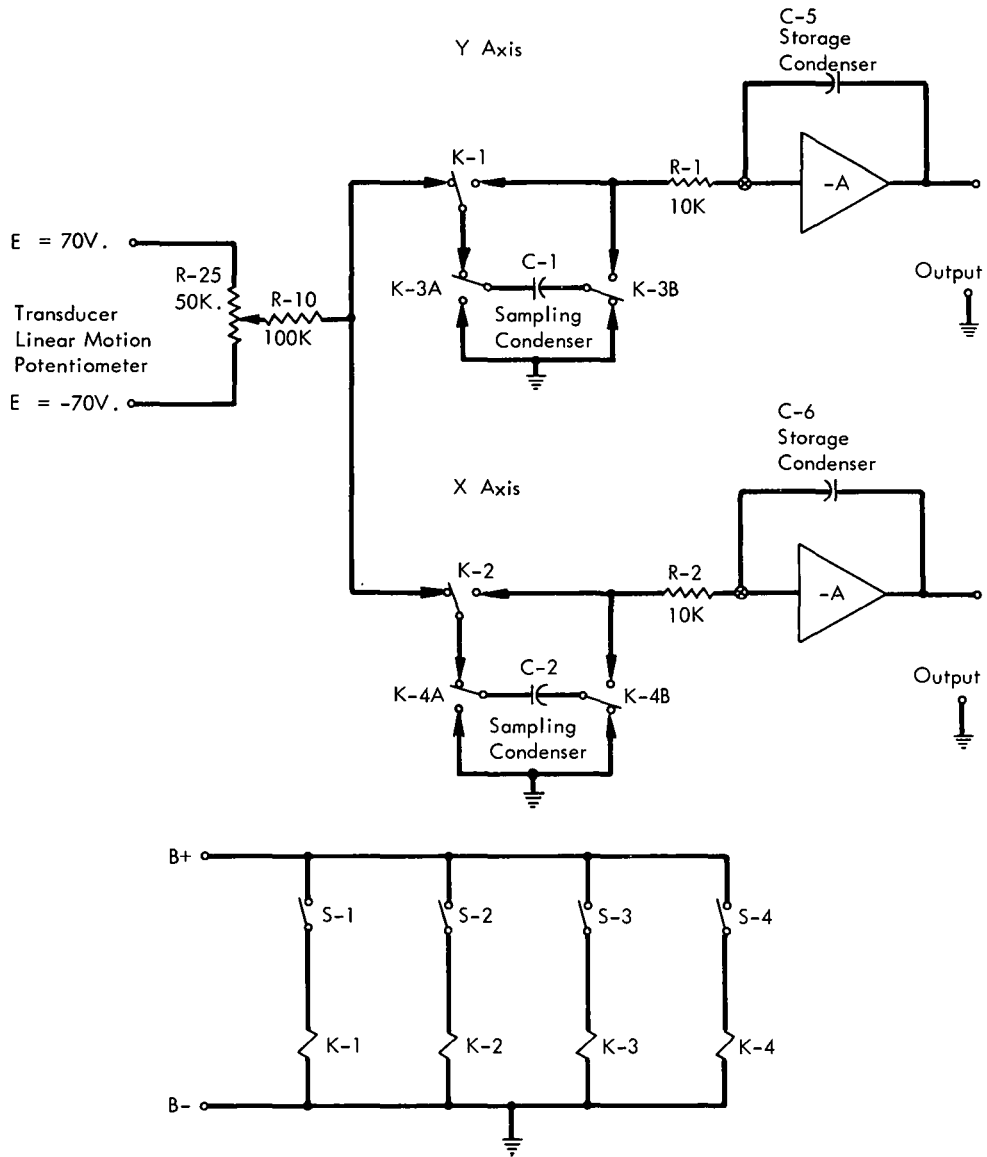 C-5
Storage
Condenser
Y Axis
K-1
R-1
10K
-A
E = 70V.
R-25
50K.
R-10
100K
Transducer
Linear Motion
Potentiometer
E = -70V.
K-3A
C-1
K-3B
Sampling
Condenser
Output
C-6
Storage
Condenser
X Axis
K-2
R-2
10K
-A
K-4A
C-2
K-4B
Sampling
Condenser
Output
B+
S-1
S-2
S-3
S-4
K-1
K-2
K-3
K-4
B-